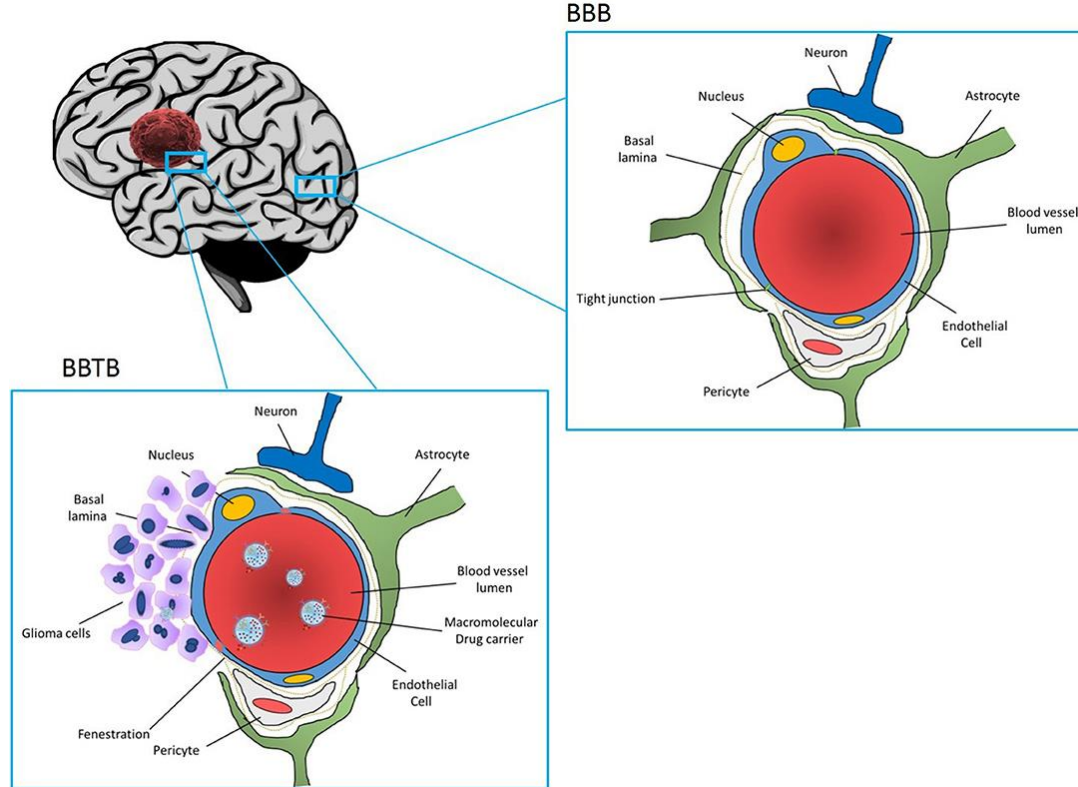 BBB
Neuron
Nucleus
Astrocyte
Basal
lamina
Blood vessel
lumen
Tight junction
Endothelial
Cell
Pericyte
BBTB
Neuron
Nucleus
Astrocyte
Basal
lamina
Blood vessel
lumen
Macromolecular
Drug carrier
Glioma cells
Endothelial
Cell
Fenestration
Pericyte